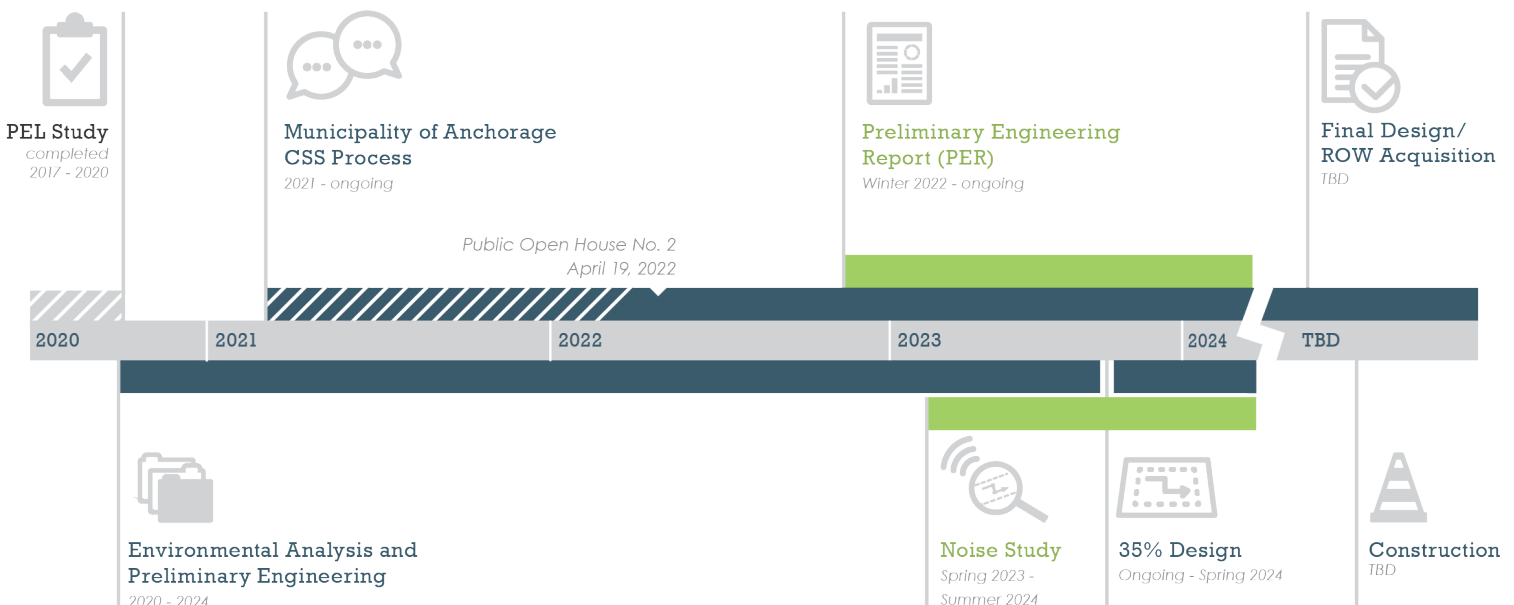 PEL Study
completed
2017 - 2020
Municipality of Anchorage
CSS Process
2021 - ongoing
Preliminary Engineering
Report (PER)
Winter 2022 - ongoing
Final Design/
ROW Acquisition
TBD
Public Open House No. 2
April 19, 2022
2020
2021
2022
2023
2024
TBD
Environmental Analysis and
Preliminary Engineering
2020 - 2024
Noise Study
Spring 2023 -
Summer 2024
35% Design
Ongoing - Spring 2024
Construction
TBD